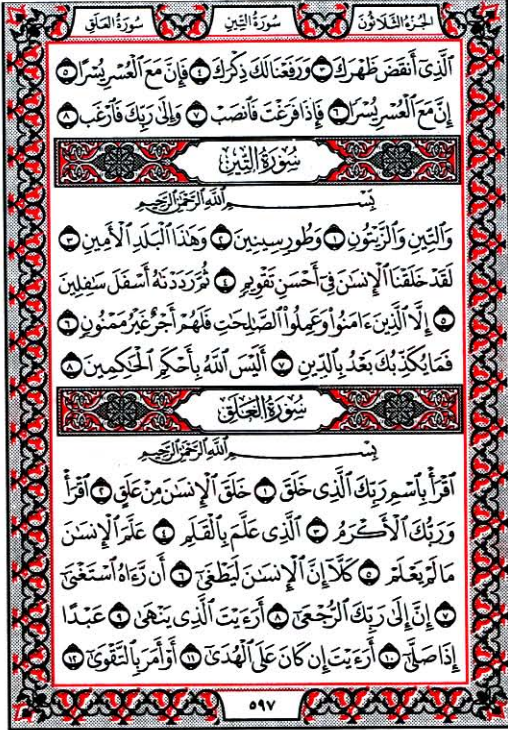 الجزء الثلاثون سورة التين سورة العلق
ٱلَّذِىٓ أَنقَضَ ظَهْرَكَ ٣ وَرَفَعْنَا لَكَ ذِكْرَكَ ٤ فَإِنَّ مَعَ ٱلْعُسْرِ يُسْرًا ٥
إِنَّ مَعَ ٱلْعُسْرِ يُسْرًا ٦ فَإِذَا فَرَغْتَ فَٱنصَبْ ٧ وَإِلَىٰ رَبِّكَ فَٱرْغَب ٨
سُورَةُ التِّينِ
بِسْمِ ٱللَّهِ ٱلرَّحْمَٰنِ ٱلرَّحِيمِ
وَٱلتِّينِ وَٱلزَّيْتُونِ ١ وَطُورِ سِينِينَ ٢ وَهَٰذَا ٱلْبَلَدِ ٱلْأَمِينِ ٣
لَقَدْ خَلَقْنَا ٱلْإِنسَٰنَ فِىٓ أَحْسَنِ تَقْوِيمٍ ٤ ثُمَّ رَدَدْنَٰهُ أَسْفَلَ سَٰفِلِينَ
٥ إِلَّا ٱلَّذِينَ ءَامَنُوا۟ وَعَمِلُوا۟ ٱلصَّٰلِحَٰتِ فَلَهُمْ أَجْرٌ غَيْرُ مَمْنُونٍ ٦
فَمَا يُكَذِّبُكَ بَعْدُ بِٱلدِّينِ ٧ أَلَيْسَ ٱللَّهُ بِأَحْكَمِ ٱلْحَٰكِمِينَ ٨
سُورَةُ العَلَقِ
بِسْمِ ٱللَّهِ ٱلرَّحْمَٰنِ ٱلرَّحِيمِ
ٱقْرَأْ بِٱسْمِ رَبِّكَ ٱلَّذِى خَلَقَ ١ خَلَقَ ٱلْإِنسَٰنَ مِنْ عَلَقٍ ٢ ٱقْرَأْ
وَرَبُّكَ ٱلْأَكْرَمُ ٣ ٱلَّذِى عَلَّمَ بِٱلْقَلَمِ ٤ عَلَّمَ ٱلْإِنسَٰنَ
مَا لَمْ يَعْلَمْ ٥ كَلَّآ إِنَّ ٱلْإِنسَٰنَ لَيَطْغَىٰٓ ٦ أَن رَّءَاهُ ٱسْتَغْنَىٰٓ
٧ إِنَّ إِلَىٰ رَبِّكَ ٱلرُّجْعَىٰٓ ٨ أَرَءَيْتَ ٱلَّذِى يَنْهَىٰ ٩ عَبْدًا
إِذَا صَلَّىٰٓ ١٠ أَرَءَيْتَ إِن كَانَ عَلَى ٱلْهُدَىٰٓ ١١ أَوْ أَمَرَ بِٱلتَّقْوَىٰٓ ١٢
٥٩٧